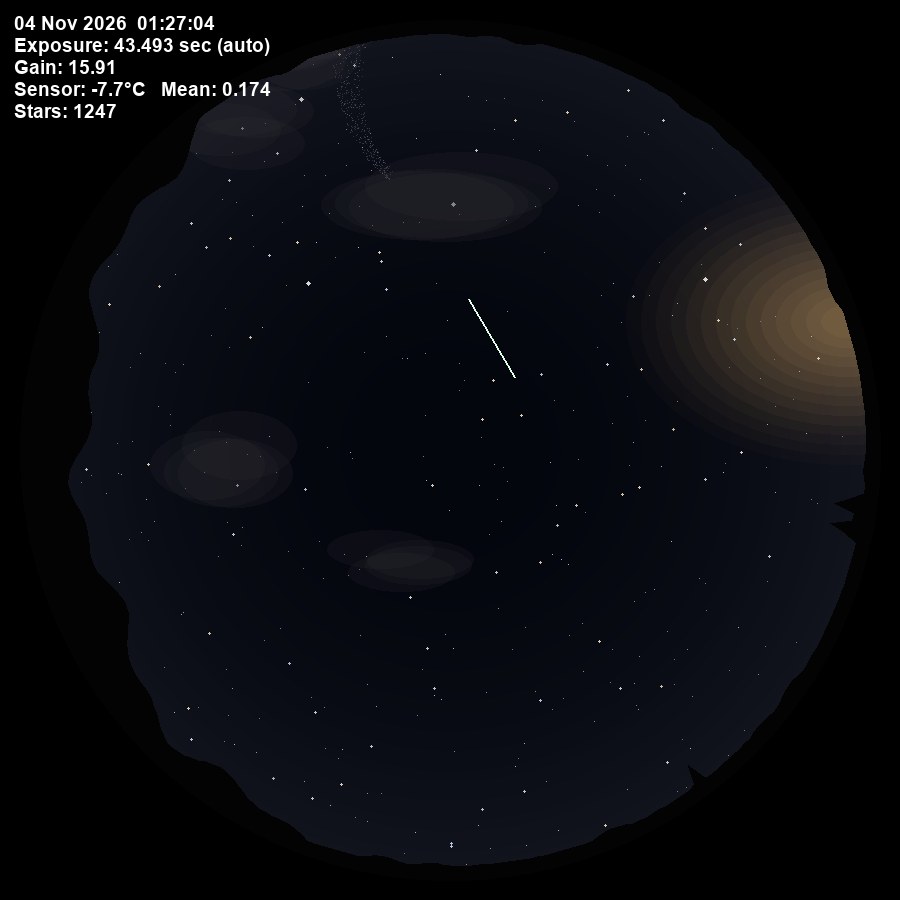 04 Nov 2026  01:27:04
Exposure: 43.493 sec (auto)
Gain: 15.91
Sensor: -7.7°C   Mean: 0.174
Stars: 1247